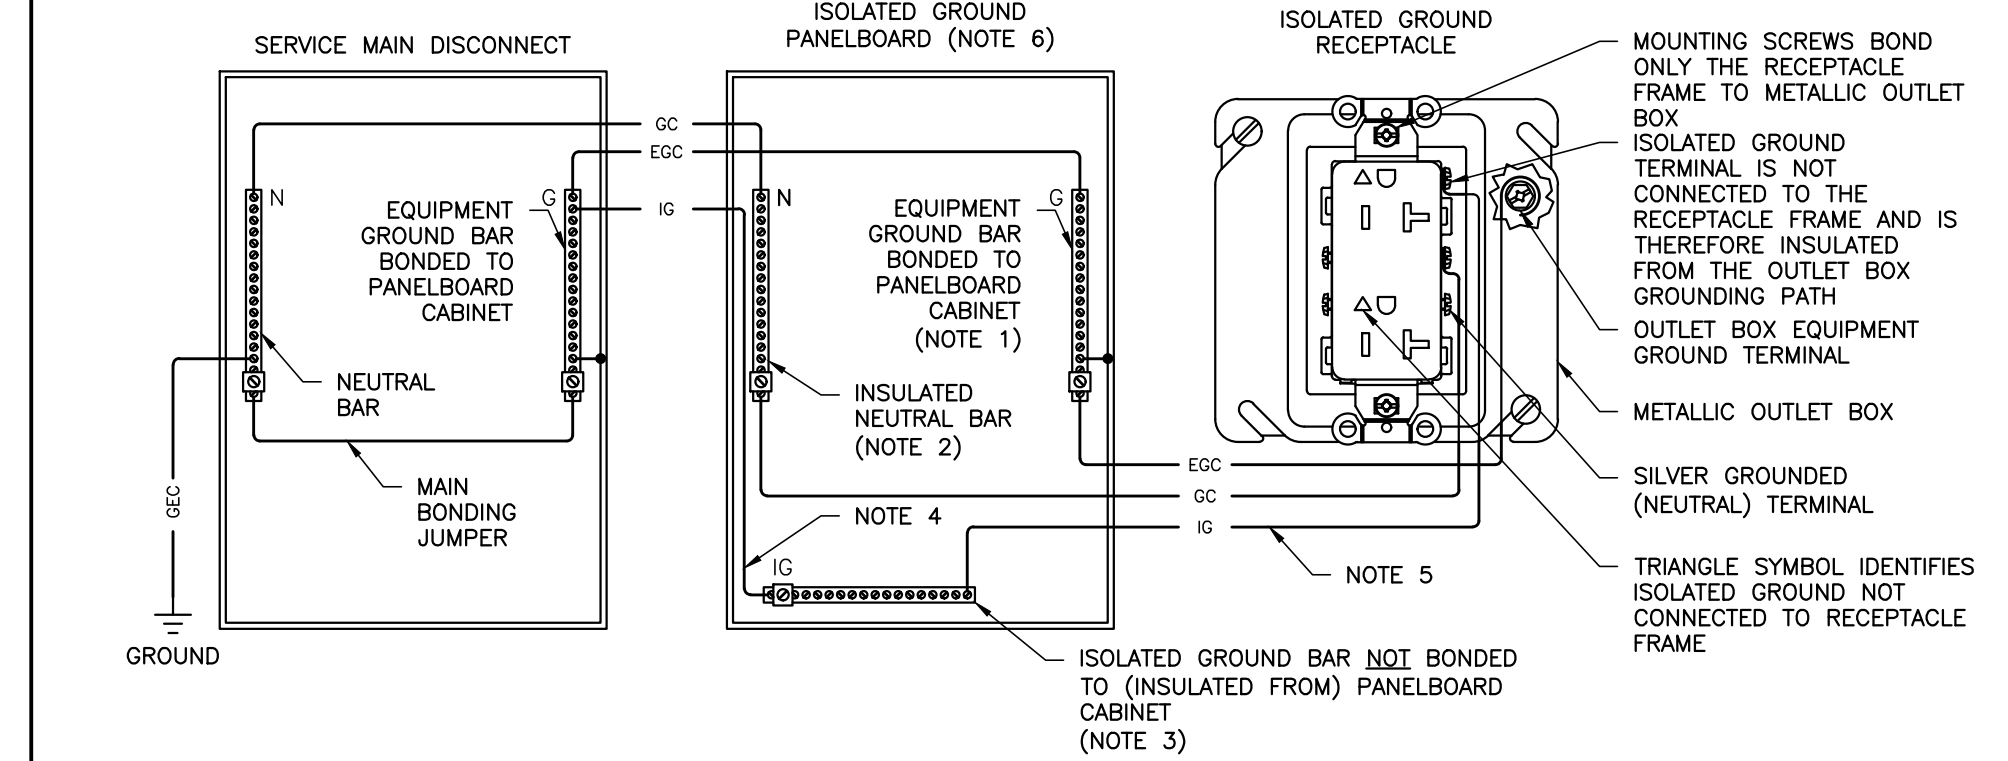 SERVICE MAIN DISCONNECT
ISOLATED GROUND
PANELBOARD (NOTE 6)
ISOLATED GROUND
RECEPTACLE
MOUNTING SCREWS BOND
ONLY THE RECEPTACLE
FRAME TO METALLIC OUTLET
BOX
ISOLATED GROUND
TERMINAL IS NOT
CONNECTED TO THE
RECEPTACLE FRAME AND IS
THEREFORE INSULATED
FROM THE OUTLET BOX
GROUNDING PATH
OUTLET BOX EQUIPMENT
GROUND TERMINAL
METALLIC OUTLET BOX
SILVER GROUNDED
(NEUTRAL) TERMINAL
TRIANGLE SYMBOL IDENTIFIES
ISOLATED GROUND NOT
CONNECTED TO RECEPTACLE
FRAME
GC
EGC
IG
N
G
EQUIPMENT
GROUND BAR
BONDED TO
PANELBOARD
CABINET
NEUTRAL
BAR
MAIN
BONDING
JUMPER
GEC
GROUND
N
G
EQUIPMENT
GROUND BAR
BONDED TO
PANELBOARD
CABINET
(NOTE 1)
INSULATED
NEUTRAL BAR
(NOTE 2)
NOTE 4
IG
EGC
GC
IG
NOTE 5
ISOLATED GROUND BAR NOT BONDED
TO (INSULATED FROM) PANELBOARD
CABINET
(NOTE 3)